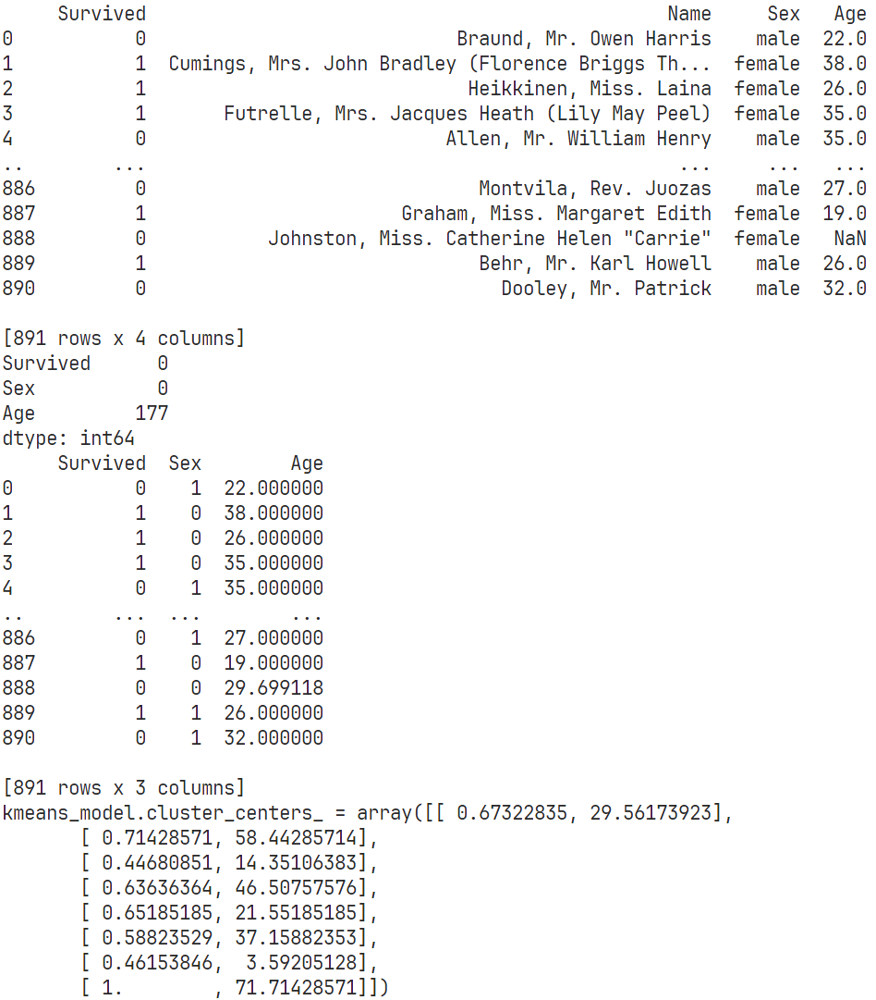 Survived                                               Name     Sex   Age
0           0                            Braund, Mr. Owen Harris    male  22.0
1           1  Cumings, Mrs. John Bradley (Florence Briggs Th...  female  38.0
2           1                             Heikkinen, Miss. Laina  female  26.0
3           1       Futrelle, Mrs. Jacques Heath (Lily May Peel)  female  35.0
4           0                           Allen, Mr. William Henry    male  35.0
..        ...                                                ...     ...   ...
886         0                              Montvila, Rev. Juozas    male  27.0
887         1                       Graham, Miss. Margaret Edith  female  19.0
888         0           Johnston, Miss. Catherine Helen "Carrie"  female   NaN
889         1                              Behr, Mr. Karl Howell    male  26.0
890         0                                Dooley, Mr. Patrick    male  32.0

[891 rows x 4 columns]
Survived      0
Sex           0
Age         177
dtype: int64
     Survived  Sex        Age
0           0    1  22.000000
1           1    0  38.000000
2           1    0  26.000000
3           1    0  35.000000
4           0    1  35.000000
..        ...  ...        ...
886         0    1  27.000000
887         1    0  19.000000
888         0    0  29.699118
889         1    1  26.000000
890         0    1  32.000000

[891 rows x 3 columns]
kmeans_model.cluster_centers_ = array([[ 0.67322835, 29.56173923],
       [ 0.71428571, 58.44285714],
       [ 0.44680851, 14.35106383],
       [ 0.63636364, 46.50757576],
       [ 0.65185185, 21.55185185],
       [ 0.58823529, 37.15882353],
       [ 0.46153846,  3.59205128],
       [ 1.        , 71.71428571]])